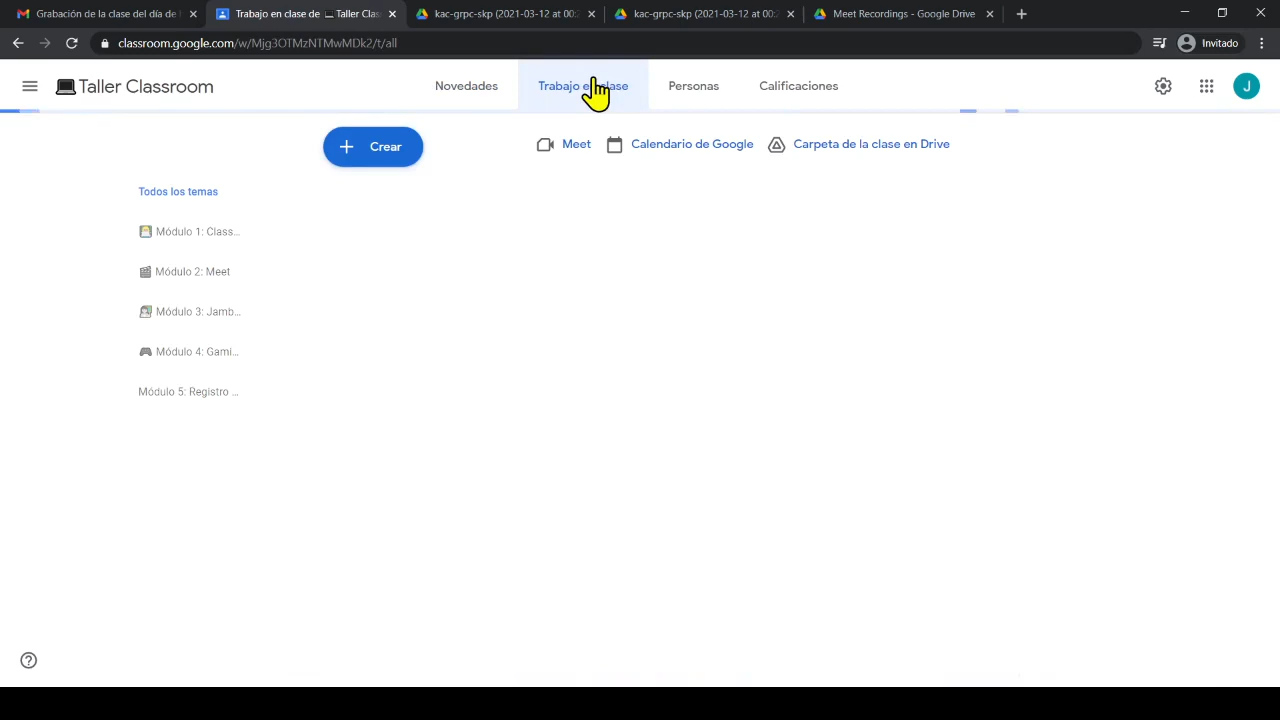 Grabación de la clase del día de
Trabajo en clase de Taller Clas
kac-grpc-skp (2021-03-12 at 00:
kac-grpc-skp (2021-03-12 at 00:
Meet Recordings - Google Drive
classroom.google.com/w/Mjg3OTMzNTMwMDk2/t/all
Invitado
Taller Classroom
Novedades
Trabajo en clase
Personas
Calificaciones
J
Crear
Meet
Calendario de Google
Carpeta de la clase en Drive
Todos los temas
Módulo 1: Class...
Módulo 2: Meet
Módulo 3: Jamb...
Módulo 4: Gami...
Módulo 5: Registro ...